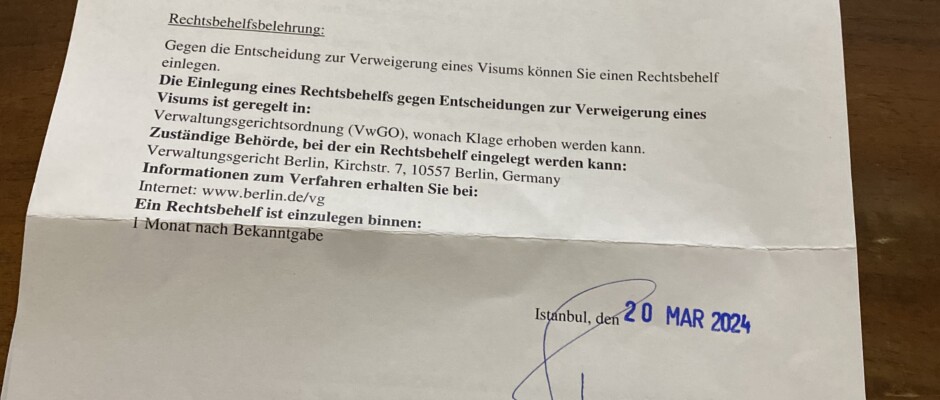 Rechtsbehelfsbelehrung:
Gegen die Entscheidung zur Verweigerung eines Visums können Sie einen Rechtsbehelf
einlegen.
Die Einlegung eines Rechtsbehelfs gegen Entscheidungen zur Verweigerung eines
Visums ist geregelt in:
Verwaltungsgerichtsordnung (VwGO), wonach Klage erhoben werden kann.
Zuständige Behörde, bei der ein Rechtsbehelf eingelegt werden kann:
Verwaltungsgericht Berlin, Kirchstr. 7, 10557 Berlin, Germany
Informationen zum Verfahren erhalten Sie bei:
Internet: www.berlin.de/vg
Ein Rechtsbehelf ist einzulegen binnen:
1 Monat nach Bekanntgabe
Istanbul, den 20 MAR 2024